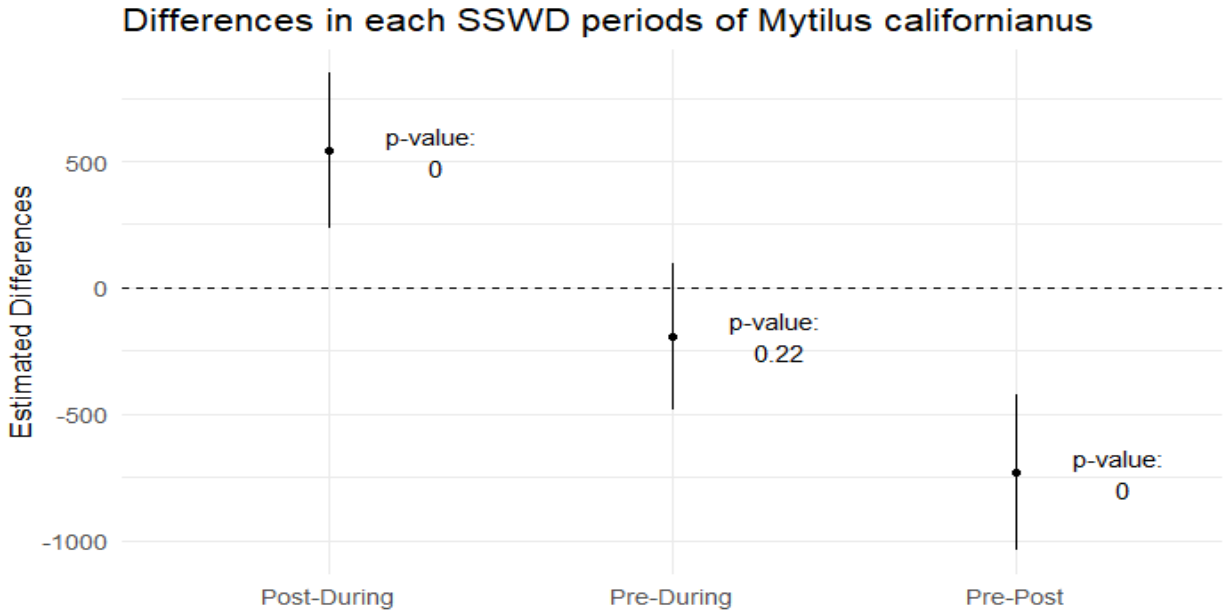 Differences in each SSWD periods of Mytilus californianus
Estimated Differences
500
0
-500
-1000
p-value:
0
p-value:
0.22
p-value:
0
Post-During
Pre-During
Pre-Post